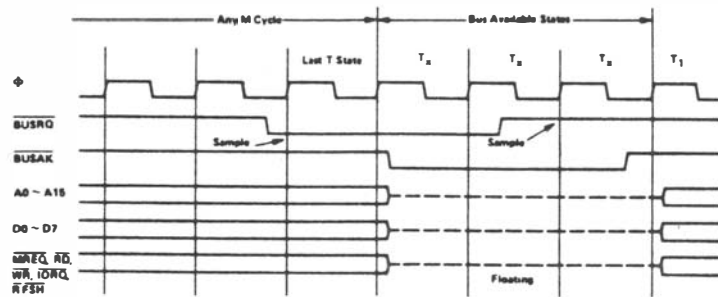 Any M Cycle
Bus Available States
Last T State
Tx
Tx
Tx
T1
Φ
BUSRQ
Sample
Sample
BUSAK
A0 ~ A15
D0 ~ D7
MREQ, RD,
WR, IORQ,
RFSH
Floating